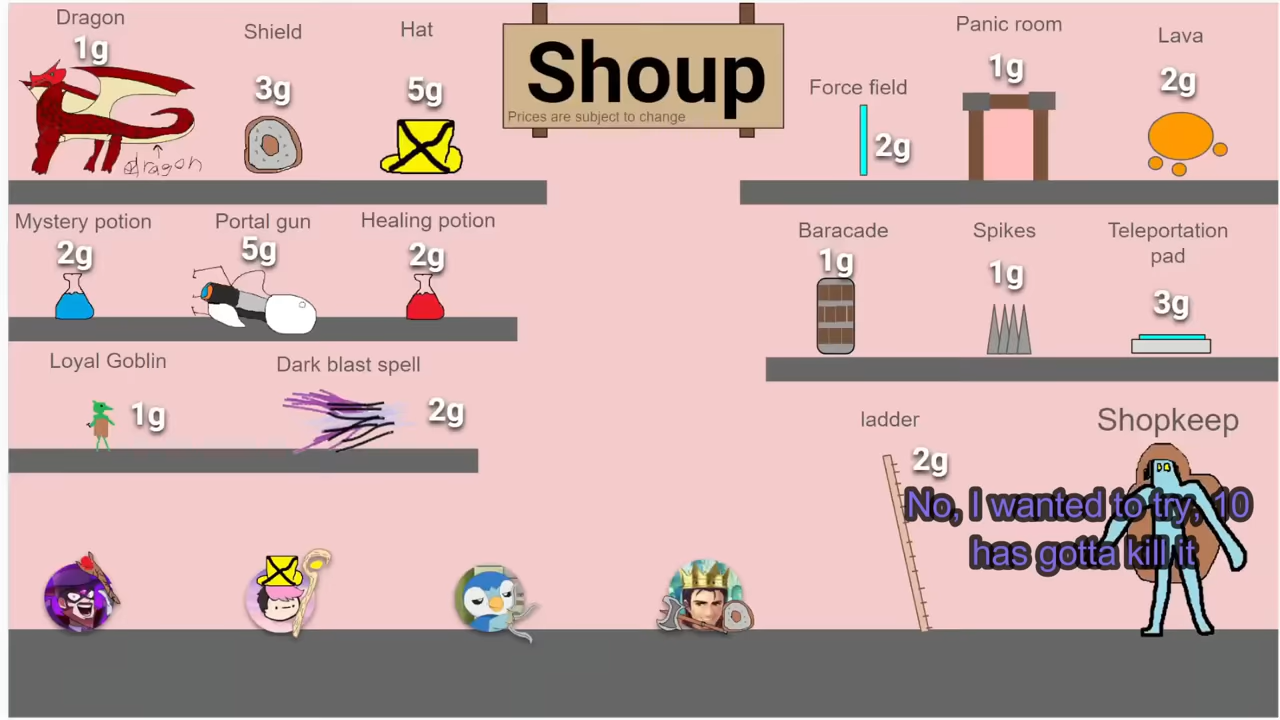 Dragon
1g
dragon
Shield
3g
Hat
5g
Shoup
Prices are subject to change
Force field
2g
Panic room
1g
Lava
2g
Mystery potion
2g
Portal gun
5g
Healing potion
2g
Baracade
1g
Spikes
1g
Teleportation
pad
3g
Loyal Goblin
1g
Dark blast spell
2g
ladder
2g
Shopkeep
No, I wanted to try, 10
has gotta kill it